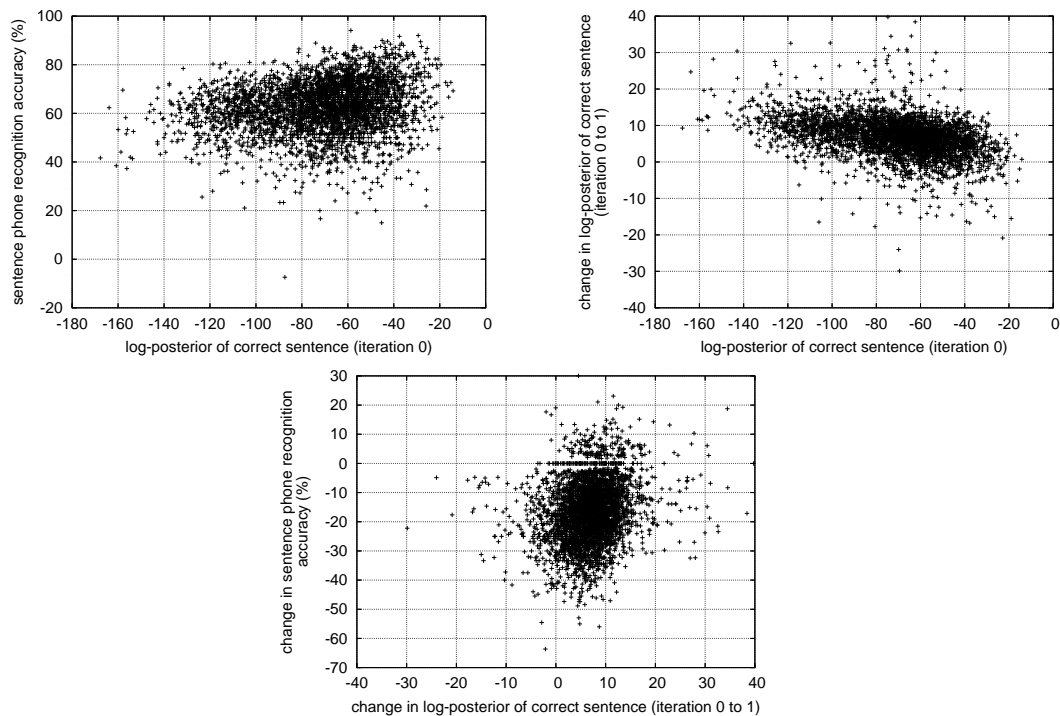 sentence phone recognition accuracy (%)
100
80
60
40
20
0
-20
-180 -160 -140 -120 -100 -80 -60 -40 -20 0
log-posterior of correct sentence (iteration 0)
change in log-posterior of correct sentence
(iteration 0 to 1)
40
30
20
10
0
-10
-20
-30
-40
-180 -160 -140 -120 -100 -80 -60 -40 -20 0
log-posterior of correct sentence (iteration 0)
change in sentence phone recognition
accuracy (%)
30
20
10
0
-10
-20
-30
-40
-50
-60
-70
-40 -30 -20 -10 0 10 20 30 40
change in log-posterior of correct sentence (iteration 0 to 1)